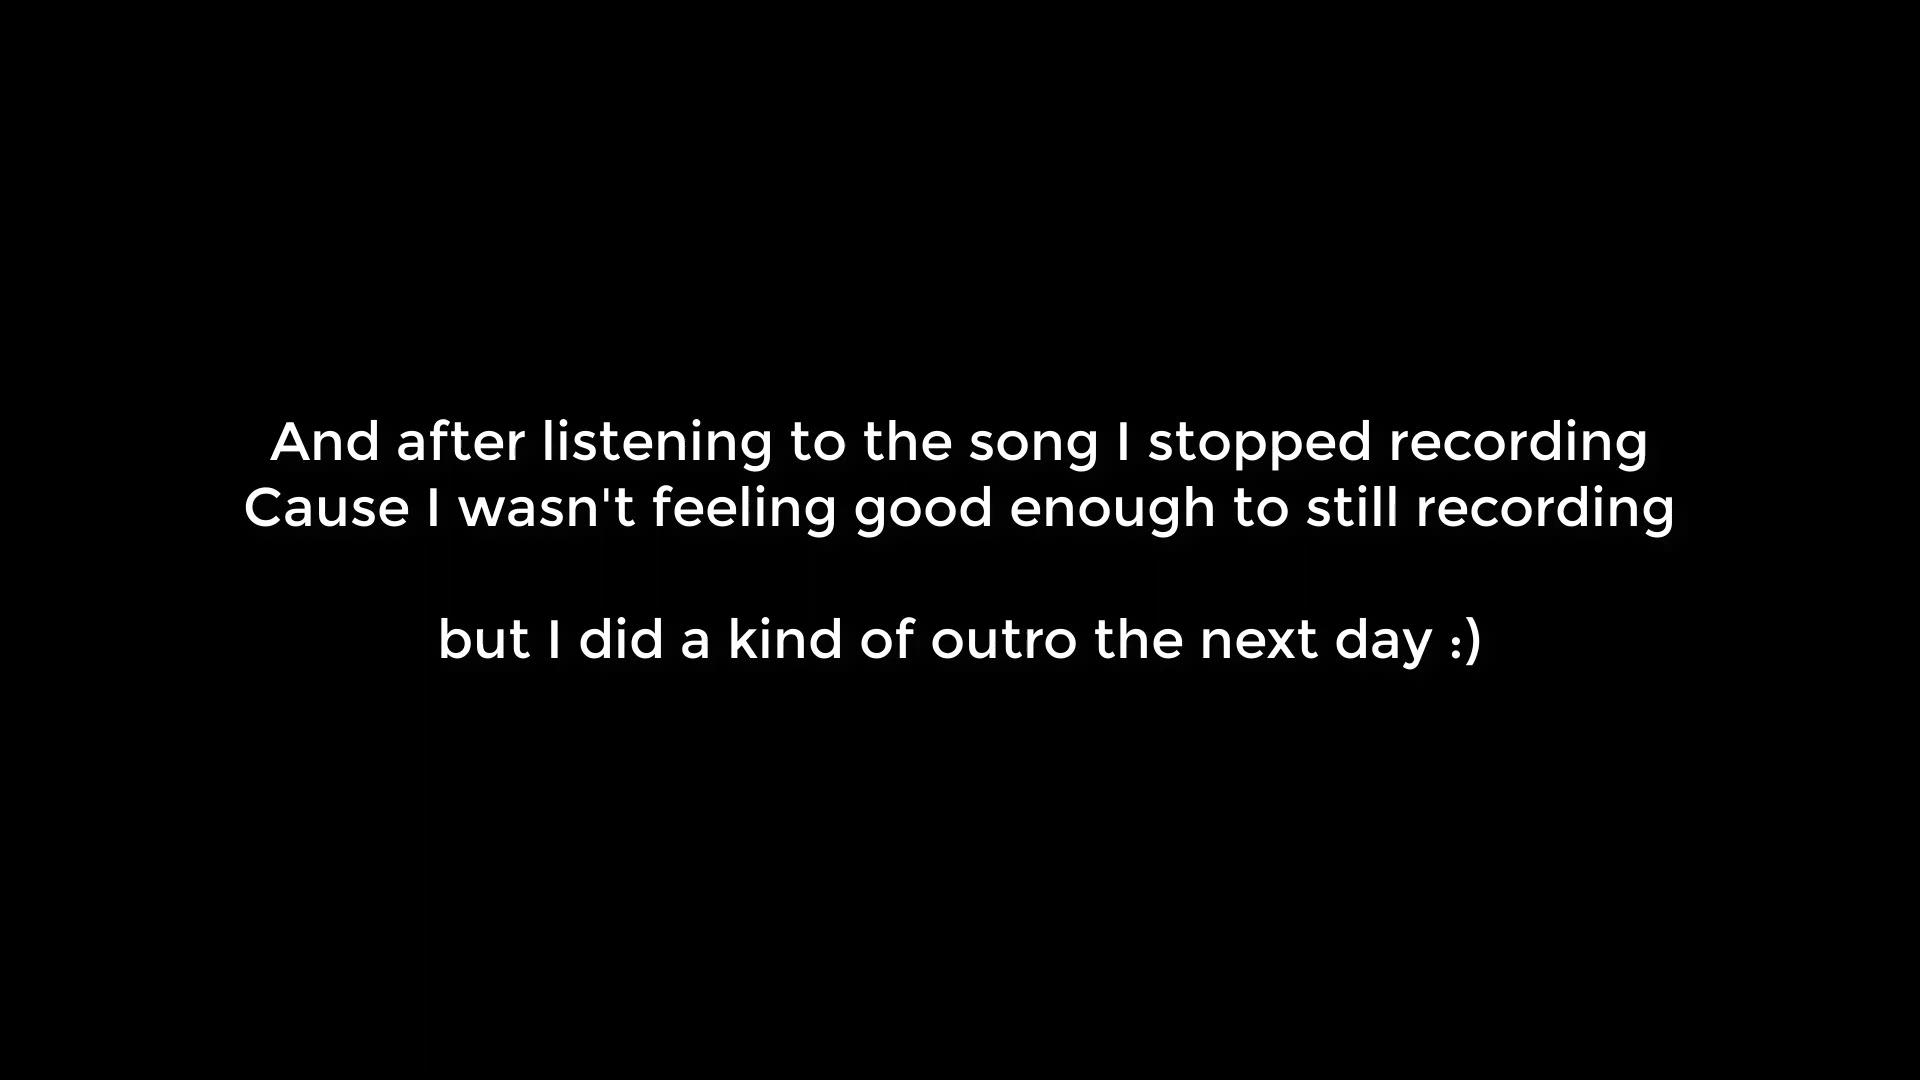 And after listening to the song I stopped recording
Cause I wasn't feeling good enough to still recording
but I did a kind of outro the next day :)